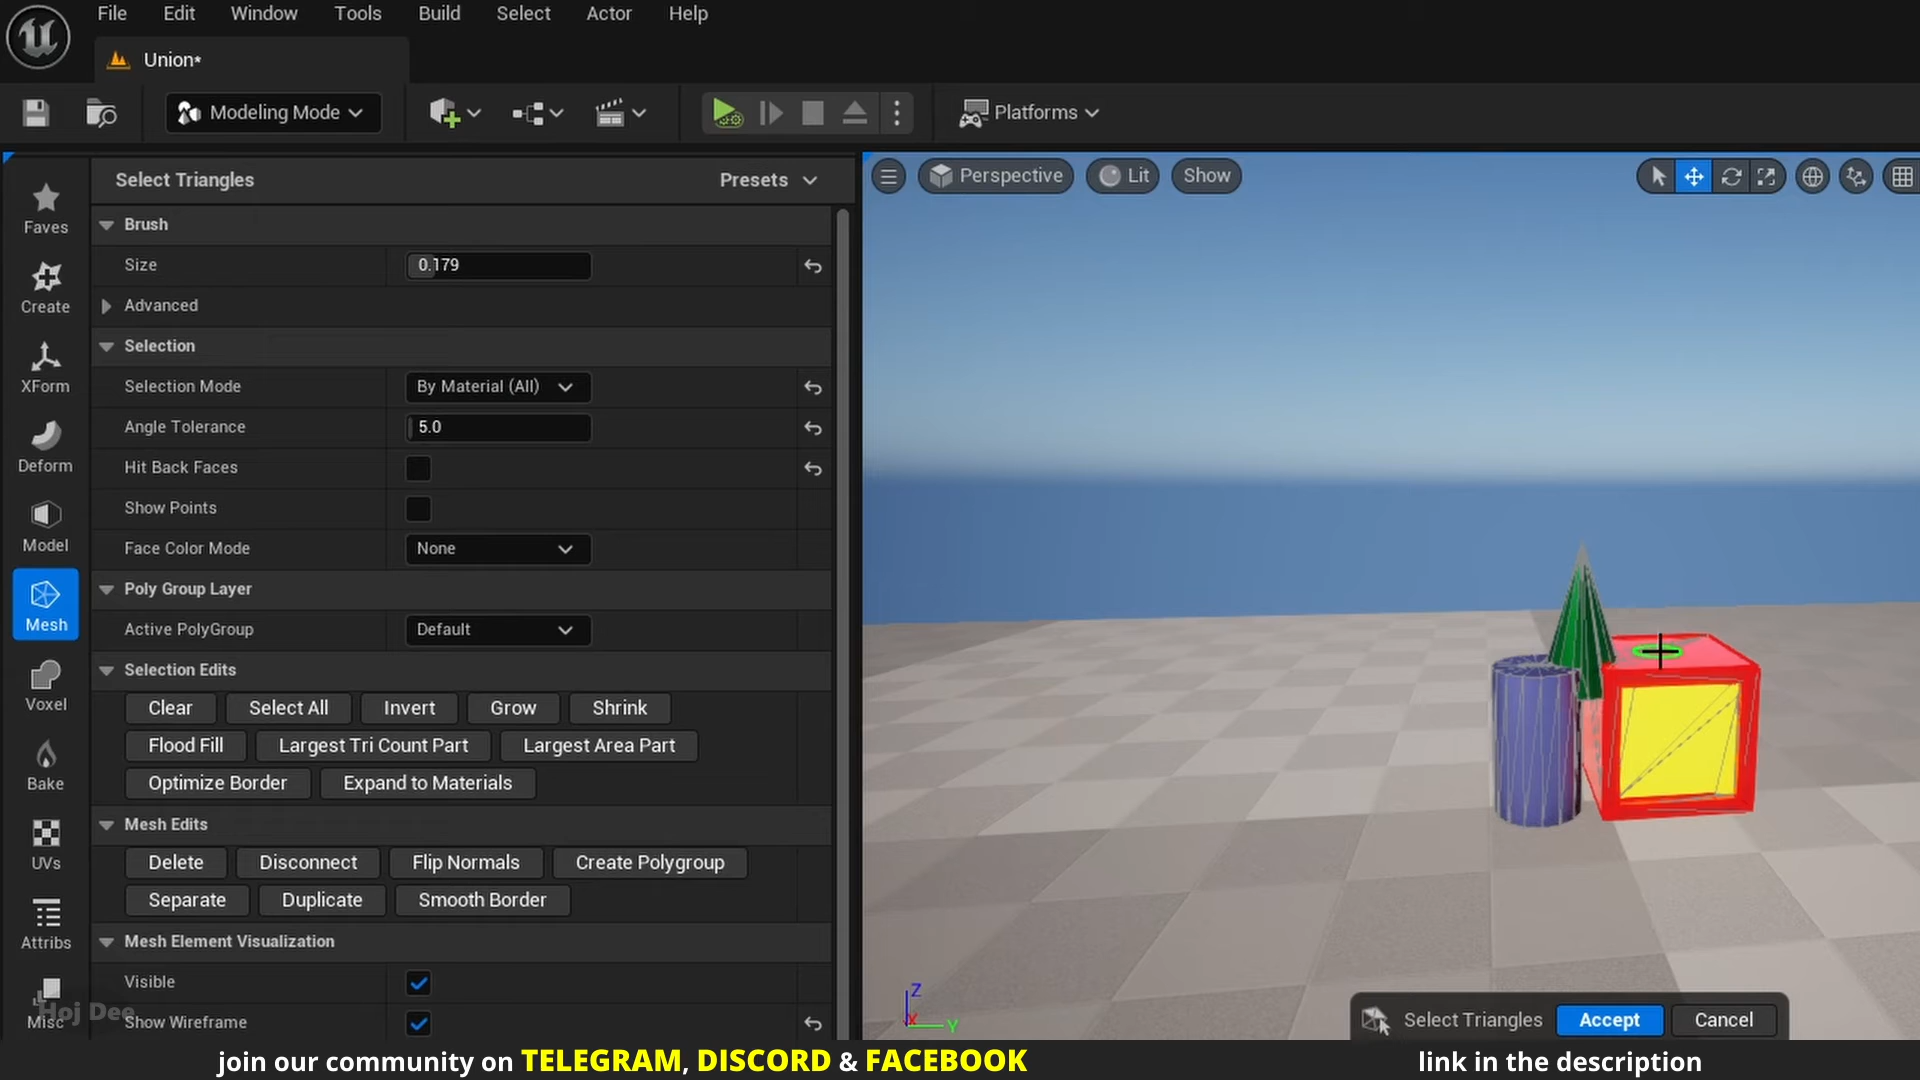 File Edit Window Tools Build Select Actor Help
Union*
Modeling Mode Platforms
Select Triangles Presets
Perspective Lit Show
Faves
Create
XForm
Deform
Model
Mesh
Voxel
Bake
UVs
Attribs
Misc
Brush
Size 0.179
Advanced
Selection
Selection Mode By Material (All)
Angle Tolerance 5.0
Hit Back Faces
Show Points
Face Color Mode None
Poly Group Layer
Active PolyGroup Default
Selection Edits
Clear Select All Invert Grow Shrink
Flood Fill Largest Tri Count Part Largest Area Part
Optimize Border Expand to Materials
Mesh Edits
Delete Disconnect Flip Normals Create Polygroup
Separate Duplicate Smooth Border
Mesh Element Visualization
Visible
Show Wireframe
Hoj Dee
Z
X
Y
Select Triangles Accept Cancel
join our community on TELEGRAM, DISCORD & FACEBOOK
link in the description